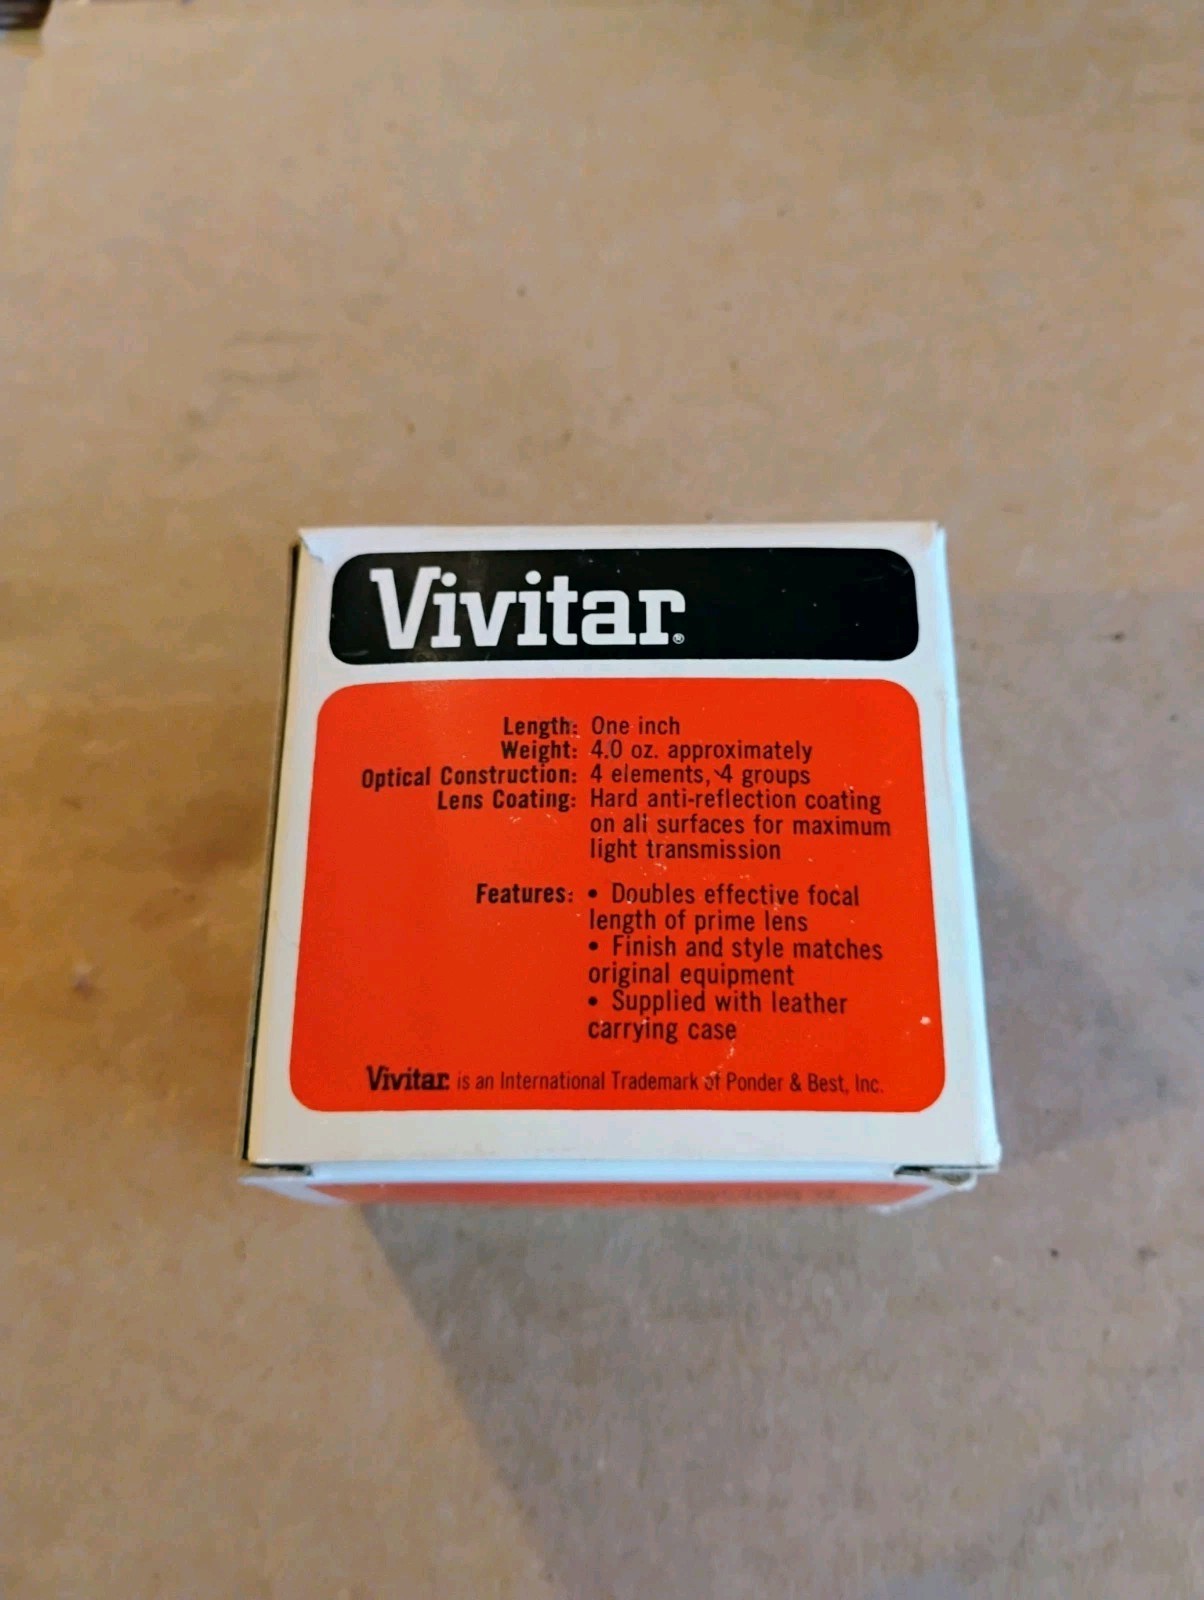 Vivitar®
Length: One inch
Weight: 4.0 oz. approximately
Optical Construction: 4 elements, 4 groups
Lens Coating: Hard anti-reflection coating
on all surfaces for maximum
light transmission
Features: • Doubles effective focal
length of prime lens
• Finish and style matches
original equipment
• Supplied with leather
carrying case
Vivitar is an International Trademark of Ponder & Best, Inc.